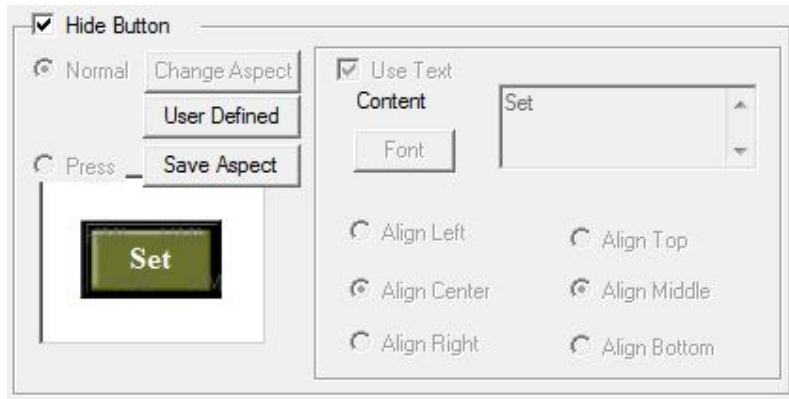 Hide Button
Normal Change Aspect
User Defined
Press Save Aspect
Set
Use Text
Content Set
Font
Align Left Align Top
Align Center Align Middle
Align Right Align Bottom